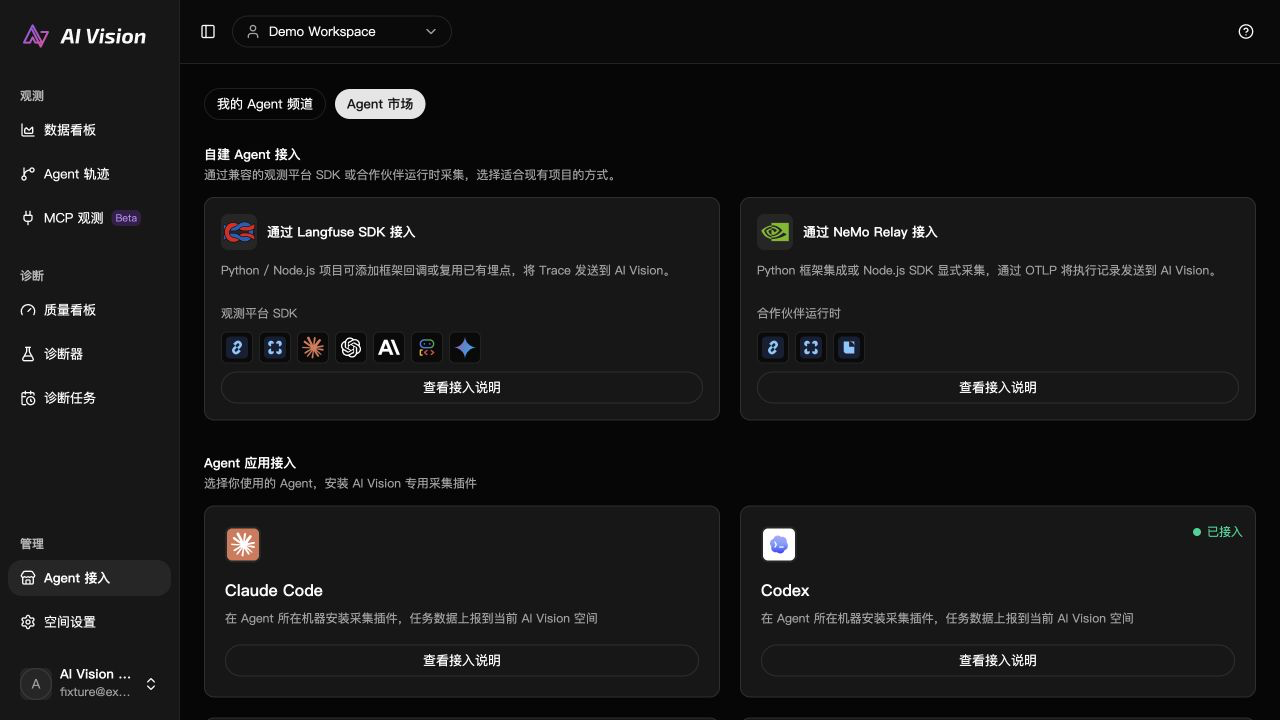 AI Vision
Demo Workspace
观测
数据看板
Agent 轨迹
MCP 观测 Beta
诊断
质量看板
诊断器
诊断任务
管理
Agent 接入
空间设置
A
AI Vision ...
fixture@ex...
我的 Agent 频道
Agent 市场
自建 Agent 接入
通过兼容的观测平台 SDK 或合作伙伴运行时采集，选择适合现有项目的方式。
通过 Langfuse SDK 接入
Python / Node.js 项目可添加框架回调或复用已有埋点，将 Trace 发送到 AI Vision。
观测平台 SDK
查看接入说明
通过 NeMo Relay 接入
Python 框架集成或 Node.js SDK 显式采集，通过 OTLP 将执行记录发送到 AI Vision。
合作伙伴运行时
查看接入说明
Agent 应用接入
选择你使用的 Agent，安装 AI Vision 专用采集插件
Claude Code
在 Agent 所在机器安装采集插件，任务数据上报到当前 AI Vision 空间
查看接入说明
已接入
Codex
在 Agent 所在机器安装采集插件，任务数据上报到当前 AI Vision 空间
查看接入说明